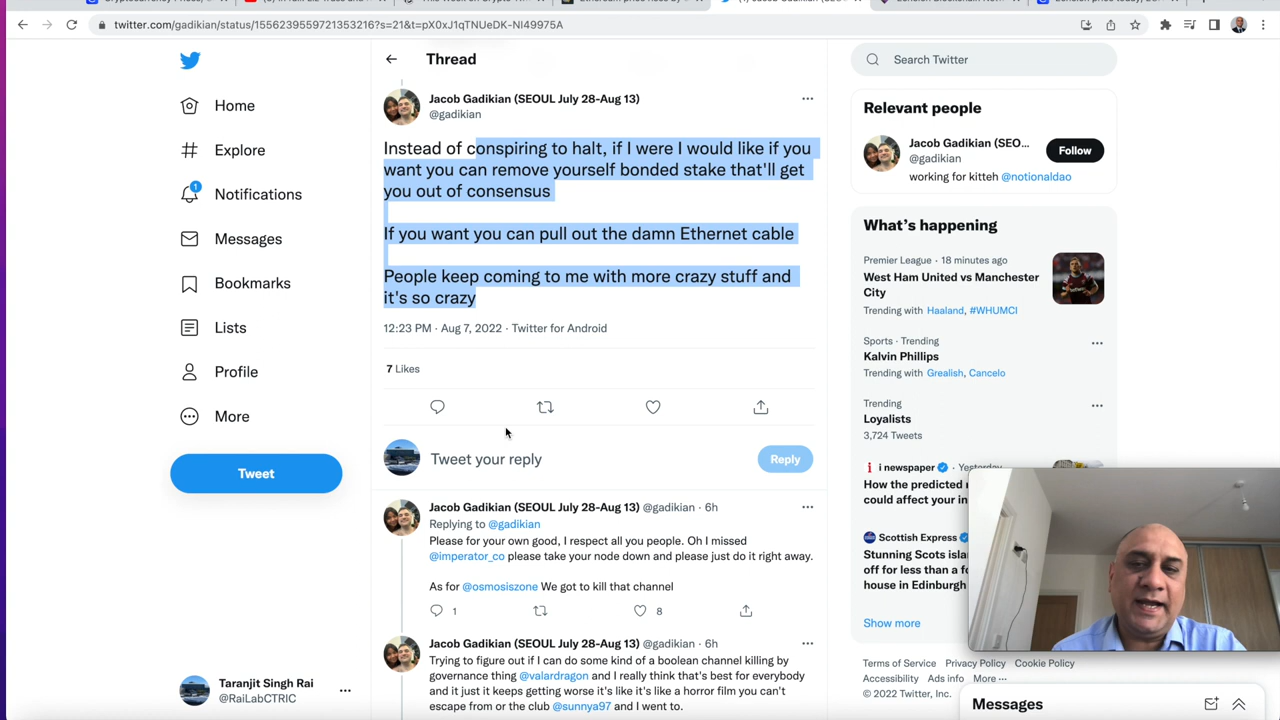 twitter.com/gadikian/status/1556239559721353216?s=21&t=pX0xJ1qTNUeDK-NI49975A
Thread
Search Twitter
Home
Explore
1
Notifications
Messages
Bookmarks
Lists
Profile
More
Tweet
Taranjit Singh Rai
@RaiLabCTRIC
Jacob Gadikian (SEOUL July 28-Aug 13)
@gadikian
Instead of conspiring to halt, if I were I would like if you
want you can remove yourself bonded stake that'll get
you out of consensus
If you want you can pull out the damn Ethernet cable
People keep coming to me with more crazy stuff and
it's so crazy
12:23 PM · Aug 7, 2022 · Twitter for Android
7 Likes
Tweet your reply
Reply
Jacob Gadikian (SEOUL July 28-Aug 13) @gadikian · 6h
Replying to @gadikian
Please for your own good, I respect all you people. Oh I missed
@imperator_co please take your node down and please just do it right away.
As for @osmosiszone We got to kill that channel
1
8
Jacob Gadikian (SEOUL July 28-Aug 13) @gadikian · 6h
Trying to figure out if I can do some kind of a boolean channel killing by
governance thing @valardragon and I really think that's best for everybody
and it just it keeps getting worse it's like it's like a horror film you can't
escape from or the club @sunnya97 and I went to.
Relevant people
Jacob Gadikian (SEO...
@gadikian
Follow
working for kitteh @notionaldao
What's happening
Premier League · 18 minutes ago
West Ham United vs Manchester
City
Trending with Haaland, #WHUMCI
Sports · Trending
Kalvin Phillips
Trending with Grealish, Cancelo
Trending
Loyalists
3,724 Tweets
i newspaper · Yesterday
How the predicted
could affect your in
Scottish Express
Stunning Scots isla
off for less than a f
house in Edinburgh
Show more
Terms of Service Privacy Policy Cookie Policy
Accessibility Ads info More ...
© 2022 Twitter, Inc.
Messages